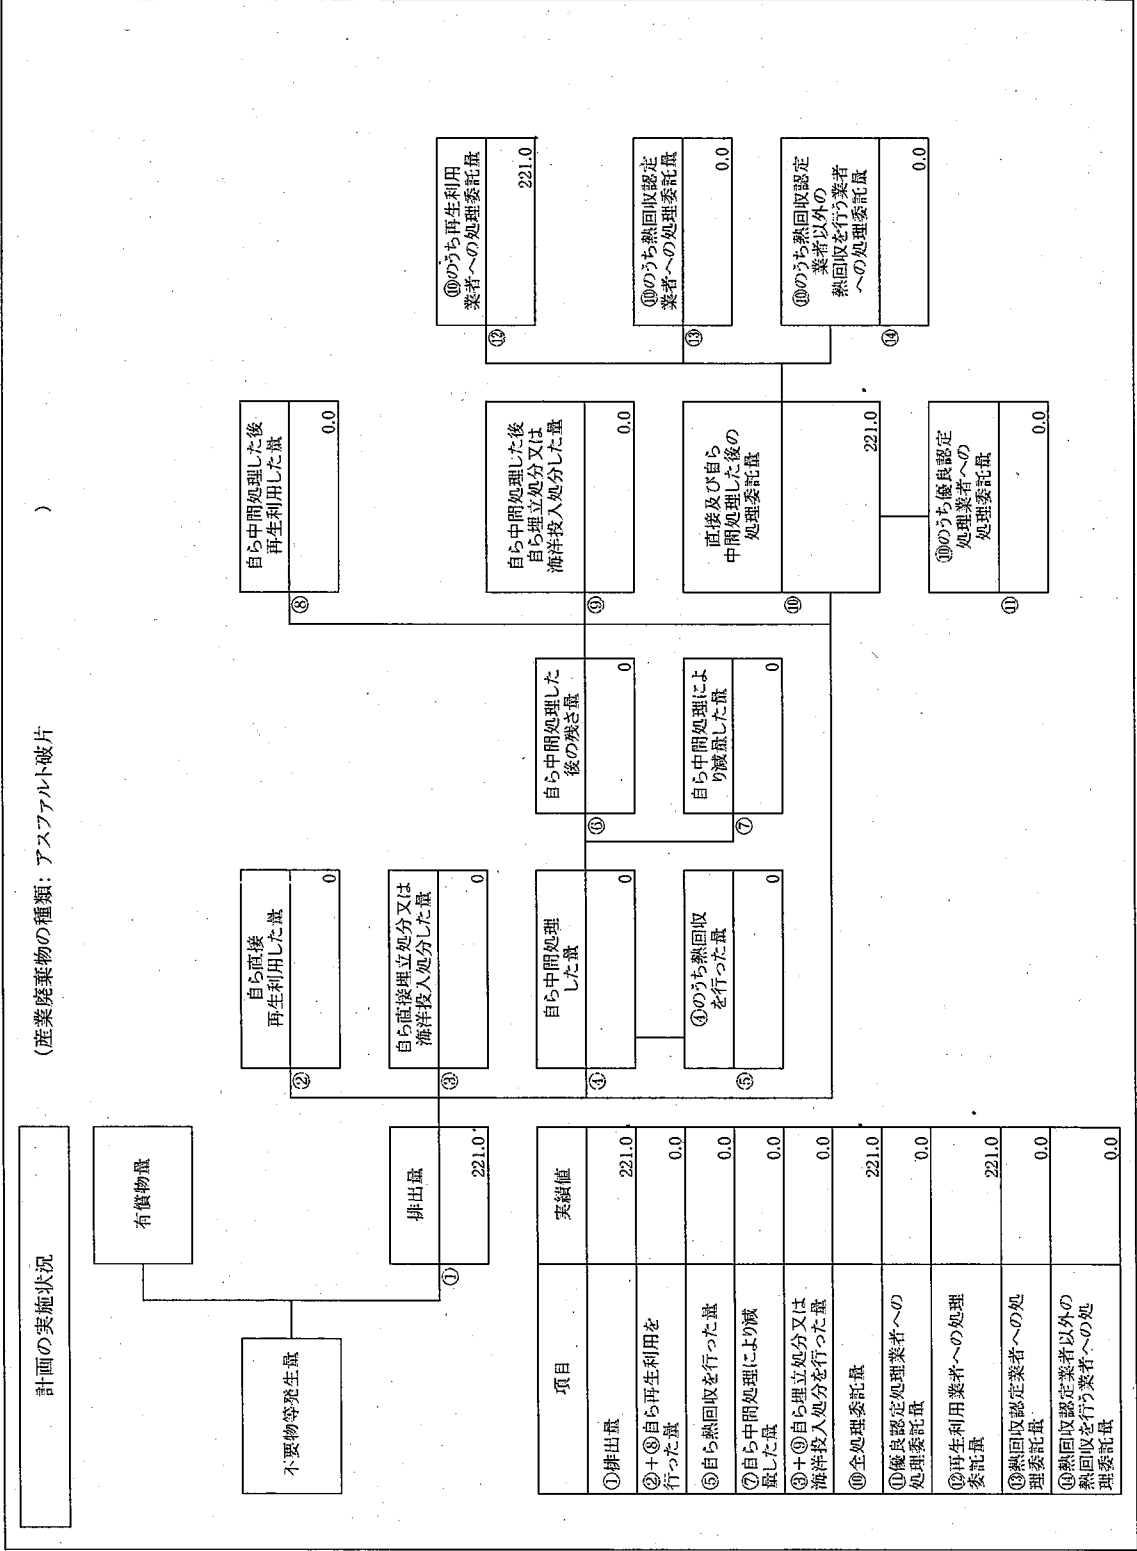 計画の実施状況
(産業廃棄物の種類: アスファルト破片 )
不要物等発生量
有償物量
①
排出量
221.0
②
自ら直接
再生利用した量
0
③
自ら直接埋立処分又は
海洋投入処分した量
0
④
自ら中間処理
した量
0
⑤
④のうち熱回収
を行った量
0
⑥
自ら中間処理した
後の残さ量
0
⑦
自ら中間処理によ
り減量した量
0
⑧
自ら中間処理した後
再生利用した量
0.0
⑨
自ら中間処理した後
自ら埋立処分又は
海洋投入処分した量
0.0
⑩
直接及び自ら
中間処理した後の
処理委託量
221.0
⑪
⑩のうち優良認定
処理業者への
処理委託量
0.0
⑫
⑩のうち再生利用
業者への処理委託量
221.0
⑬
⑩のうち熱回収認定
業者への処理委託量
0.0
⑭
⑩のうち熱回収認定
業者以外の
熱回収を行う業者
への処理委託量
0.0
項目 実績値
①排出量 221.0
②+⑧自ら再生利用を
行った量 0.0
⑤自ら熱回収を行った量 0.0
⑦自ら中間処理により減
量した量 0.0
③+⑨自ら埋立処分又は
海洋投入処分を行った量 0.0
⑩全処理委託量 221.0
⑪優良認定処理業者への
処理委託量 0.0
⑫再生利用業者への処理
委託量 221.0
⑬熱回収認定業者への処
理委託量 0.0
⑭熱回収認定業者以外の
熱回収を行う業者への処
理委託量 0.0